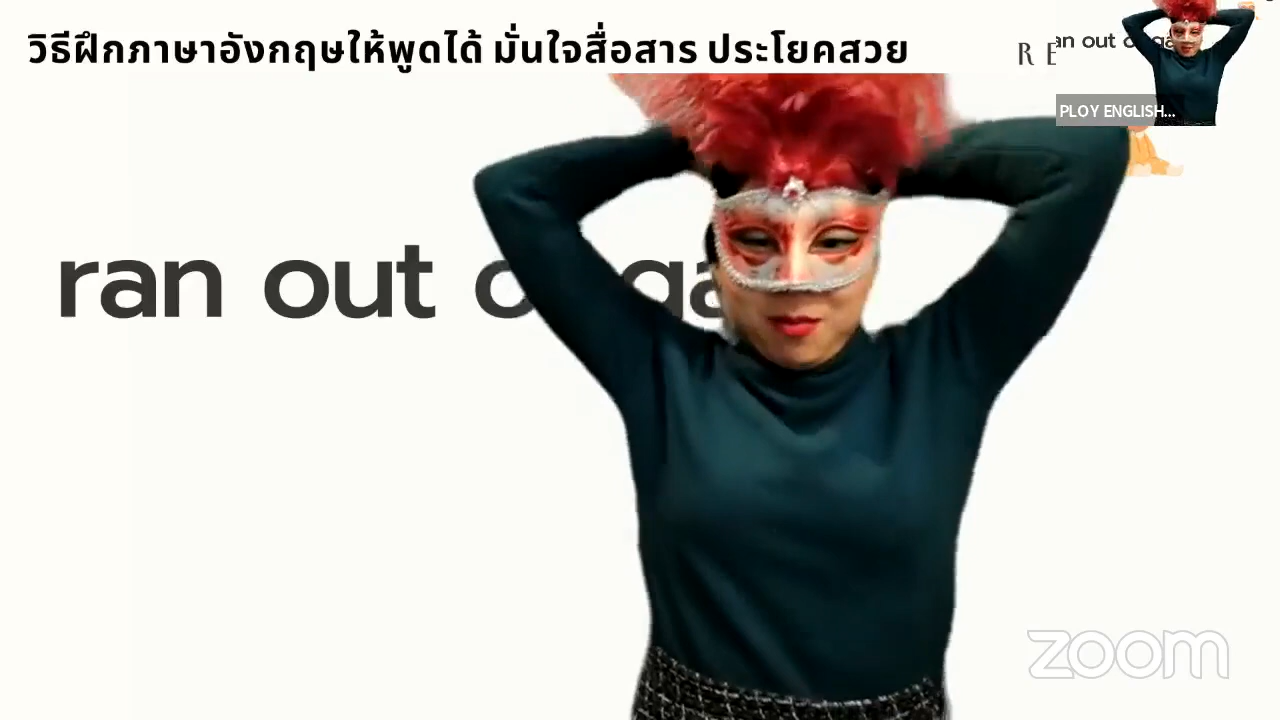 วิธีฝึกภาษาอังกฤษให้พูดได้ มั่นใจสื่อสาร ประโยคสวย
R E
an out
PLOY ENGLISH...
ran out
zoom